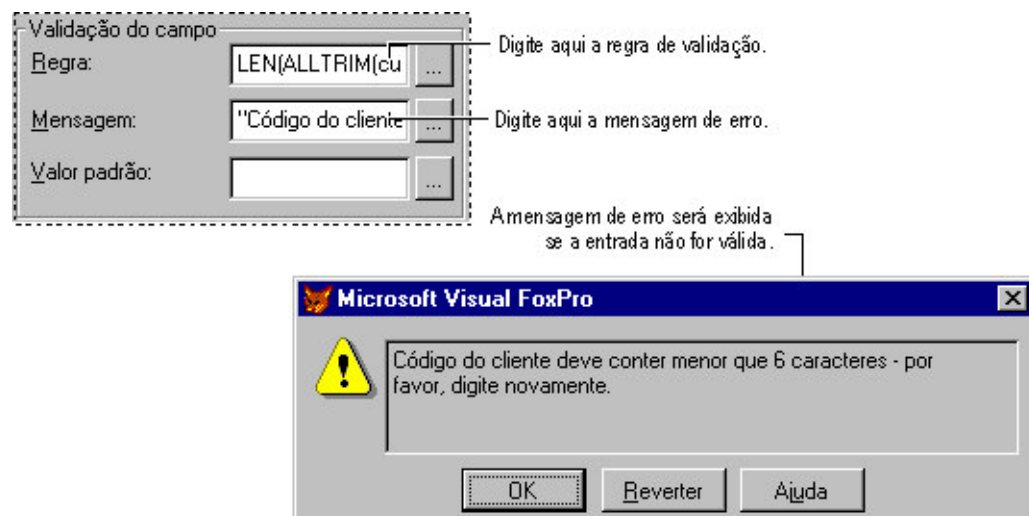 Validação do campo
Regra:
LEN(ALLTRIM(cu
...
Digite aqui a regra de validação.
Mensagem:
"Código do cliente
...
Digite aqui a mensagem de erro.
Valor padrão:
...
A mensagem de erro será exibida
se a entrada não for válida.
Microsoft Visual FoxPro
Código do cliente deve conter menor que 6 caracteres - por
favor, digite novamente.
OK
Reverter
Ajuda